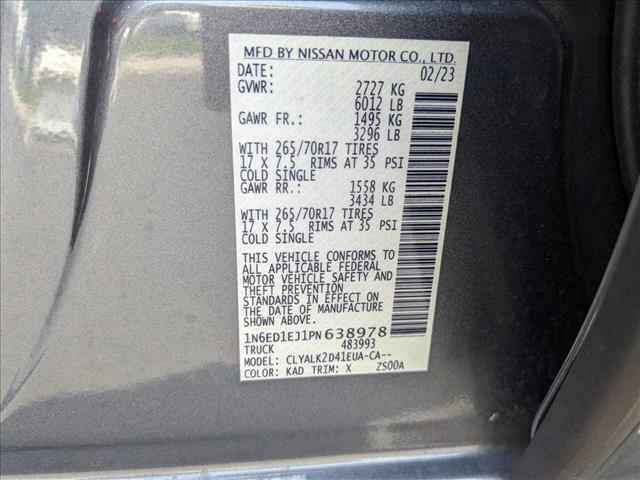 MFD BY NISSAN MOTOR CO., LTD.
DATE: 02/23
GVWR: 2727 KG
6012 LB
GAWR FR.: 1495 KG
3296 LB
WITH 265/70R17 TIRES
17 X 7.5 RIMS AT 35 PSI
COLD SINGLE
GAWR RR.: 1558 KG
3434 LB
WITH 265/70R17 TIRES
17 X 7.5 RIMS AT 35 PSI
COLD SINGLE
THIS VEHICLE CONFORMS TO
ALL APPLICABLE FEDERAL
MOTOR VEHICLE SAFETY AND
THEFT PREVENTION
STANDARDS IN EFFECT ON
THE DATE OF MANUFACTURE
SHOWN ABOVE.
1N6ED1EJ1PN638978
TRUCK 483993
MODEL: CLYALK2D41EUA-CA--
COLOR: KAD TRIM: X ZS00A